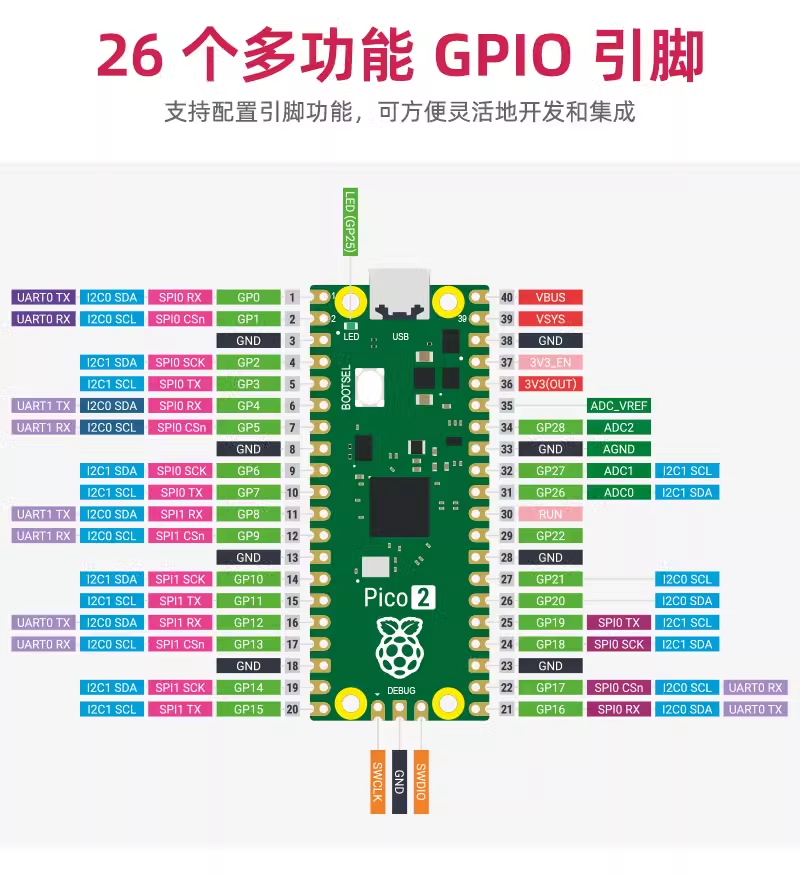 26 个多功能 GPIO 引脚
支持配置引脚功能，可方便灵活地开发和集成
LED (GP25)
UART0 TX I2C0 SDA SPI0 RX GP0 1 1 40 VBUS
UART0 RX I2C0 SCL SPI0 CSn GP1 2 2 39 39 VSYS
LED USB
GND 3 38 GND
I2C1 SDA SPI0 SCK GP2 4 37 3V3_EN
I2C1 SCL SPI0 TX GP3 5 36 3V3(OUT)
BOOTSEL
UART1 TX I2C0 SDA SPI0 RX GP4 6 35 ADC_VREF
UART1 RX I2C0 SCL SPI0 CSn GP5 7 34 GP28 ADC2
GND 8 33 GND AGND
I2C1 SDA SPI0 SCK GP6 9 32 GP27 ADC1 I2C1 SCL
I2C1 SCL SPI0 TX GP7 10 31 GP26 ADC0 I2C1 SDA
UART1 TX I2C0 SDA SPI1 RX GP8 11 30 RUN
UART1 RX I2C0 SCL SPI1 CSn GP9 12 29 GP22
GND 13 28 GND
I2C1 SDA SPI1 SCK GP10 14 27 GP21 I2C0 SCL
I2C1 SCL SPI1 TX GP11 15 26 GP20 I2C0 SDA
Pico 2
UART0 TX I2C0 SDA SPI1 RX GP12 16 25 GP19 SPI0 TX I2C1 SCL
UART0 RX I2C0 SCL SPI1 CSn GP13 17 24 GP18 SPI0 SCK I2C1 SDA
GND 18 23 GND
I2C1 SDA SPI1 SCK GP14 19 22 GP17 SPI0 CSn I2C0 SCL UART0 RX
DEBUG
I2C1 SCL SPI1 TX GP15 20 21 GP16 SPI0 RX I2C0 SDA UART0 TX
SWCLK GND SWDIO